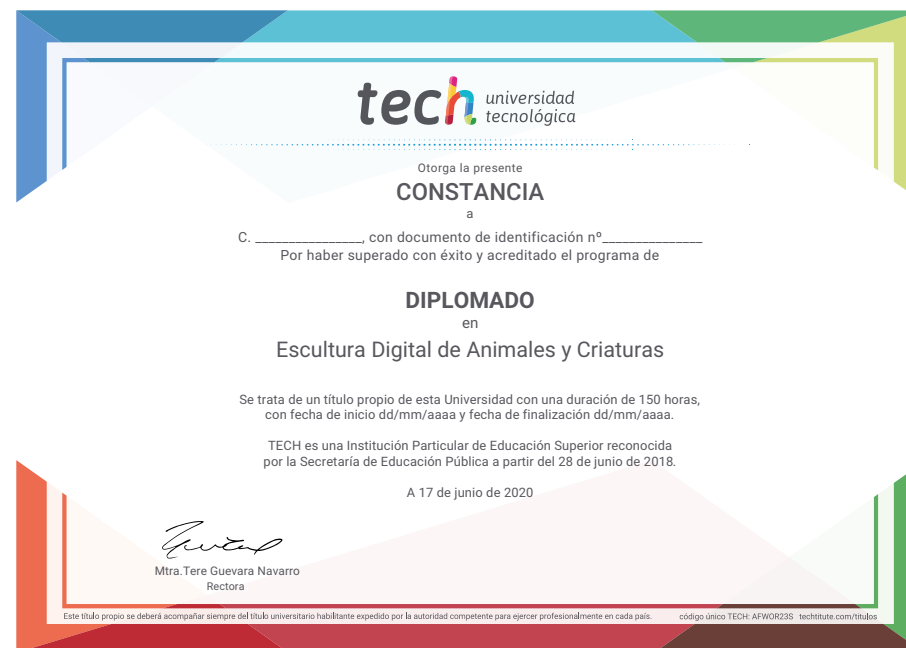 tech universidad
tecnológica
Otorga la presente
CONSTANCIA
a
C. ________________, con documento de identificación nº_______________
Por haber superado con éxito y acreditado el programa de
DIPLOMADO
en
Escultura Digital de Animales y Criaturas
Se trata de un título propio de esta Universidad con una duración de 150 horas,
con fecha de inicio dd/mm/aaaa y fecha de finalización dd/mm/aaaa.
TECH es una Institución Particular de Educación Superior reconocida
por la Secretaría de Educación Pública a partir del 28 de junio de 2018.
A 17 de junio de 2020
Mtra.Tere Guevara Navarro
Rectora
Este título propio se deberá acompañar siempre del título universitario habilitante expedido por la autoridad competente para ejercer profesionalmente en cada país. código único TECH: AFWOR23S techtitute.com/titulos